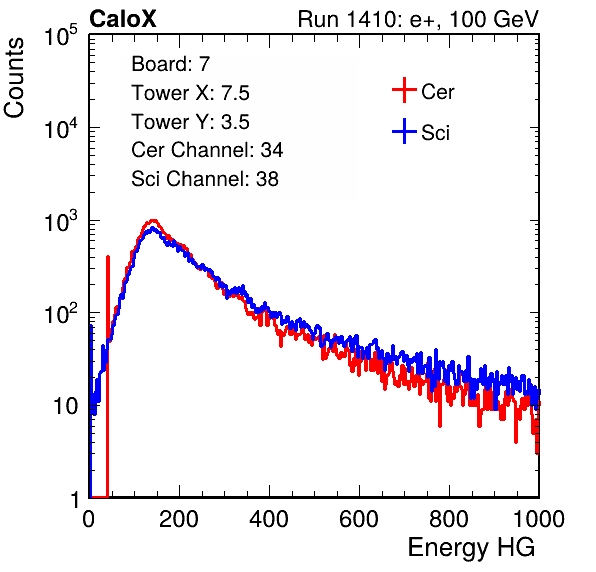 CaloX Run 1410: e+, 100 GeV
Board: 7
Tower X: 7.5
Tower Y: 3.5
Cer Channel: 34
Sci Channel: 38
Cer
Sci
Counts
10^5
10^4
10^3
10^2
10
1
0 200 400 600 800 1000
Energy HG